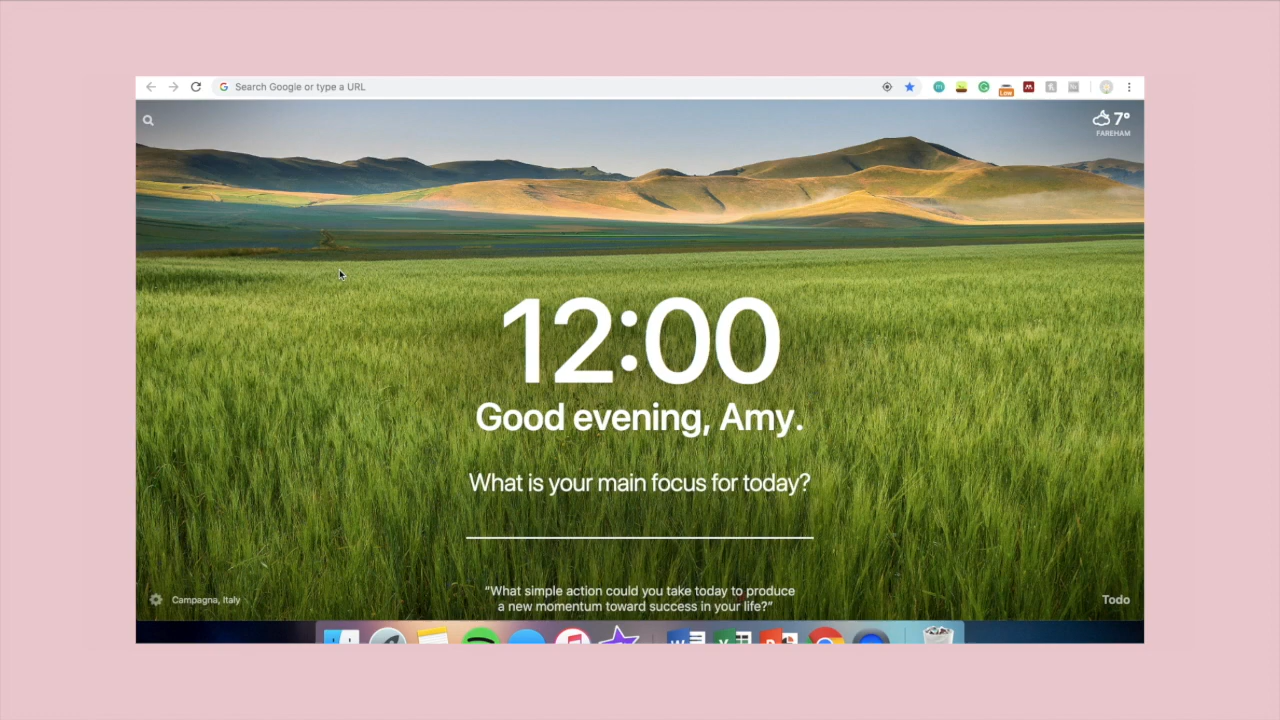 Search Google or type a URL
Low
7°
FAREHAM
12:00
Good evening, Amy.
What is your main focus for today?
“What simple action could you take today to produce
a new momentum toward success in your life?”
Campagna, Italy
Todo